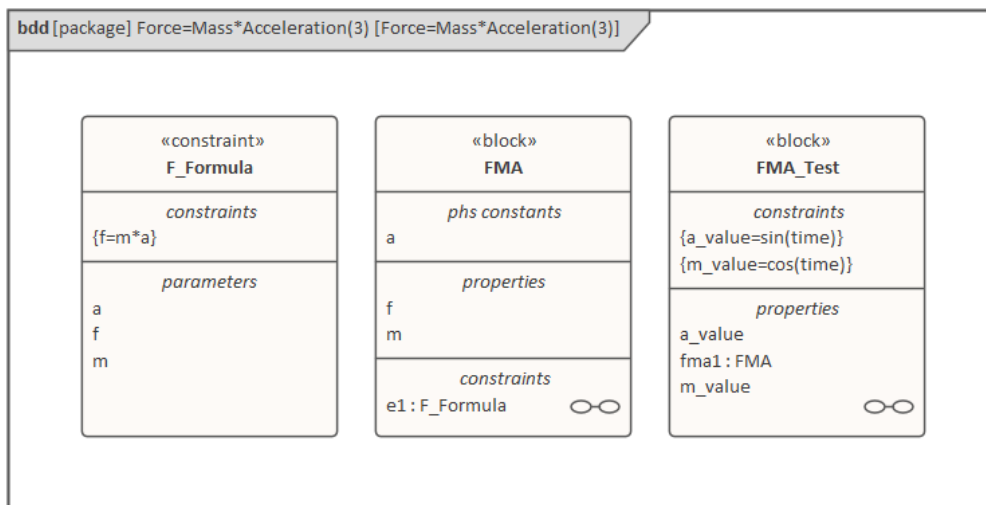 bdd [package] Force=Mass*Acceleration(3) [Force=Mass*Acceleration(3)]
«constraint»
F_Formula
constraints
{f=m*a}
parameters
a
f
m
«block»
FMA
phs constants
a
properties
f
m
constraints
e1 : F_Formula
«block»
FMA_Test
constraints
{a_value=sin(time)}
{m_value=cos(time)}
properties
a_value
fma1 : FMA
m_value